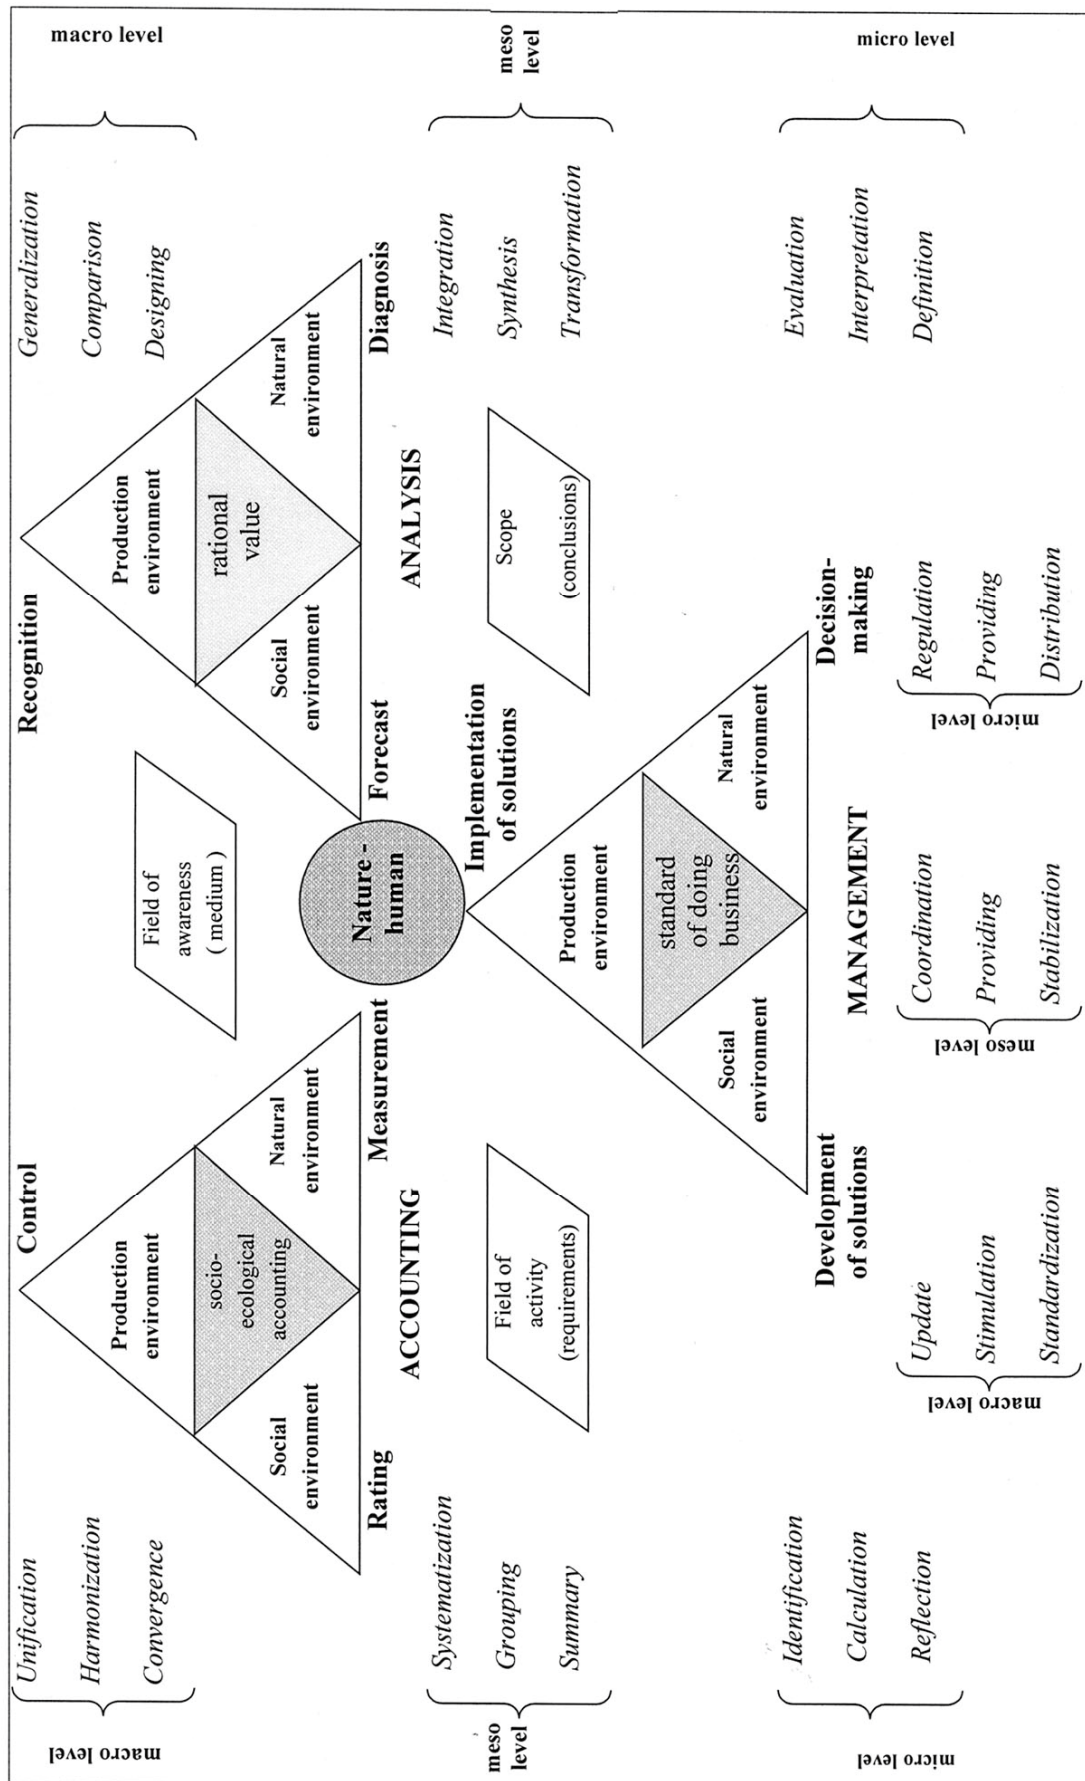 Unification
Harmonization
Convergence
macro level
Control
Production
environment
socio-
ecological
accounting
Social
environment
Natural
environment
Rating
ACCOUNTING
Measurement
Field of
awareness
( medium )
Nature -
human
Recognition
Production
environment
rational
value
Social
environment
Natural
environment
Forecast
ANALYSIS
Diagnosis
Generalization
Comparison
Designing
macro level
Systematization
Grouping
Summary
meso
level
Field of
activity
(requirements)
Implementation
of solutions
Scope
(conclusions)
Integration
Synthesis
Transformation
meso
level
Production
environment
standard
of doing
business
Social
environment
Natural
environment
Development
of solutions
MANAGEMENT
Decision-
making
Identification
Calculation
Reflection
micro level
Evaluation
Interpretation
Definition
micro level
Update
Stimulation
Standardization
macro level
Coordination
Providing
Stabilization
meso level
Regulation
Providing
Distribution
micro level